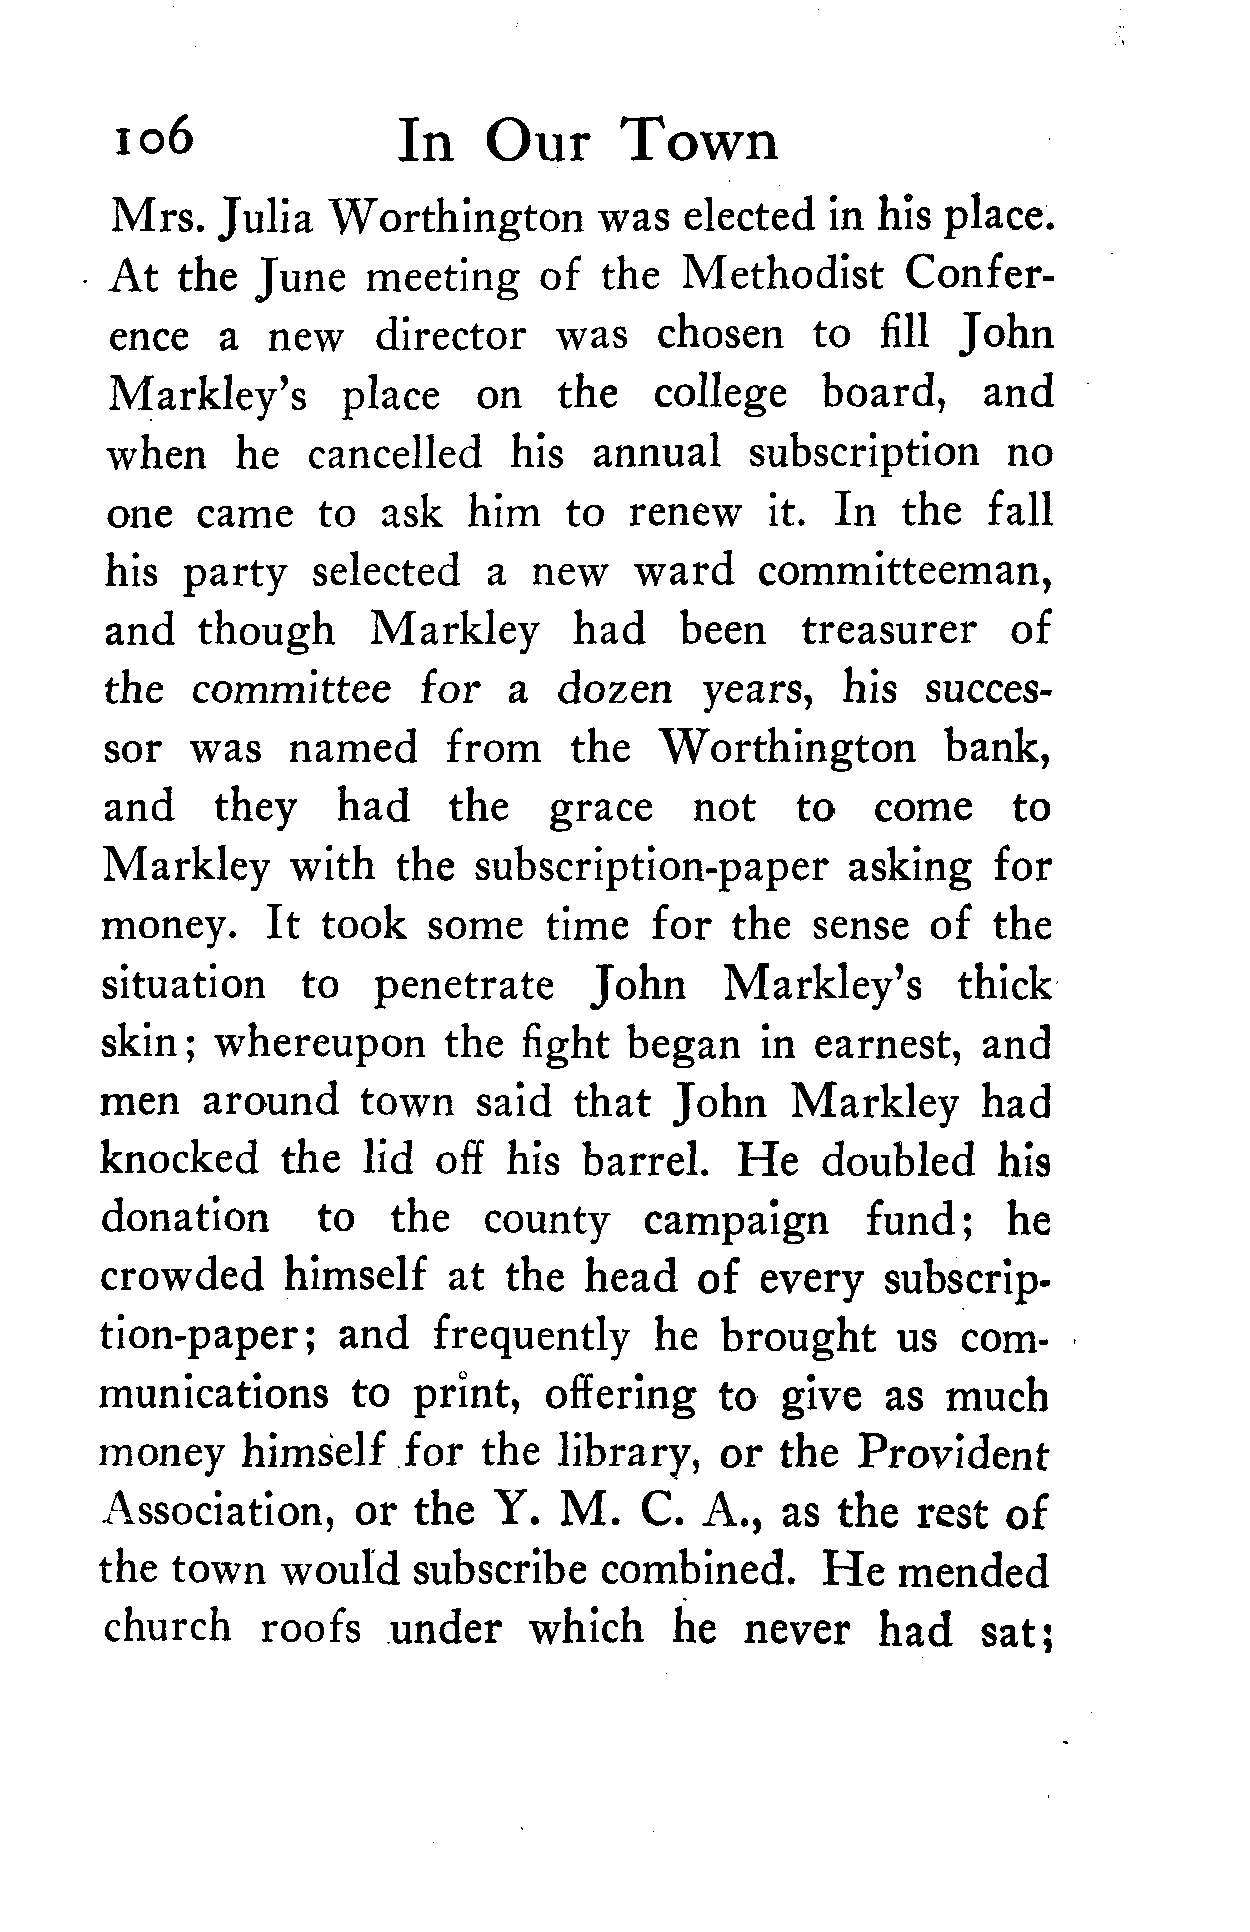 106 In Our Town
Mrs. Julia Worthington was elected in his place.
At the June meeting of the Methodist Confer-
ence a new director was chosen to fill John
Markley's place on the college board, and
when he cancelled his annual subscription no
one came to ask him to renew it. In the fall
his party selected a new ward committeeman,
and though Markley had been treasurer of
the committee for a dozen years, his succes-
sor was named from the Worthington bank,
and they had the grace not to come to
Markley with the subscription-paper asking for
money. It took some time for the sense of the
situation to penetrate John Markley's thick
skin; whereupon the fight began in earnest, and
men around town said that John Markley had
knocked the lid off his barrel. He doubled his
donation to the county campaign fund; he
crowded himself at the head of every subscrip-
tion-paper; and frequently he brought us com-
munications to print, offering to give as much
money himself for the library, or the Provident
Association, or the Y. M. C. A., as the rest of
the town would subscribe combined. He mended
church roofs under which he never had sat;